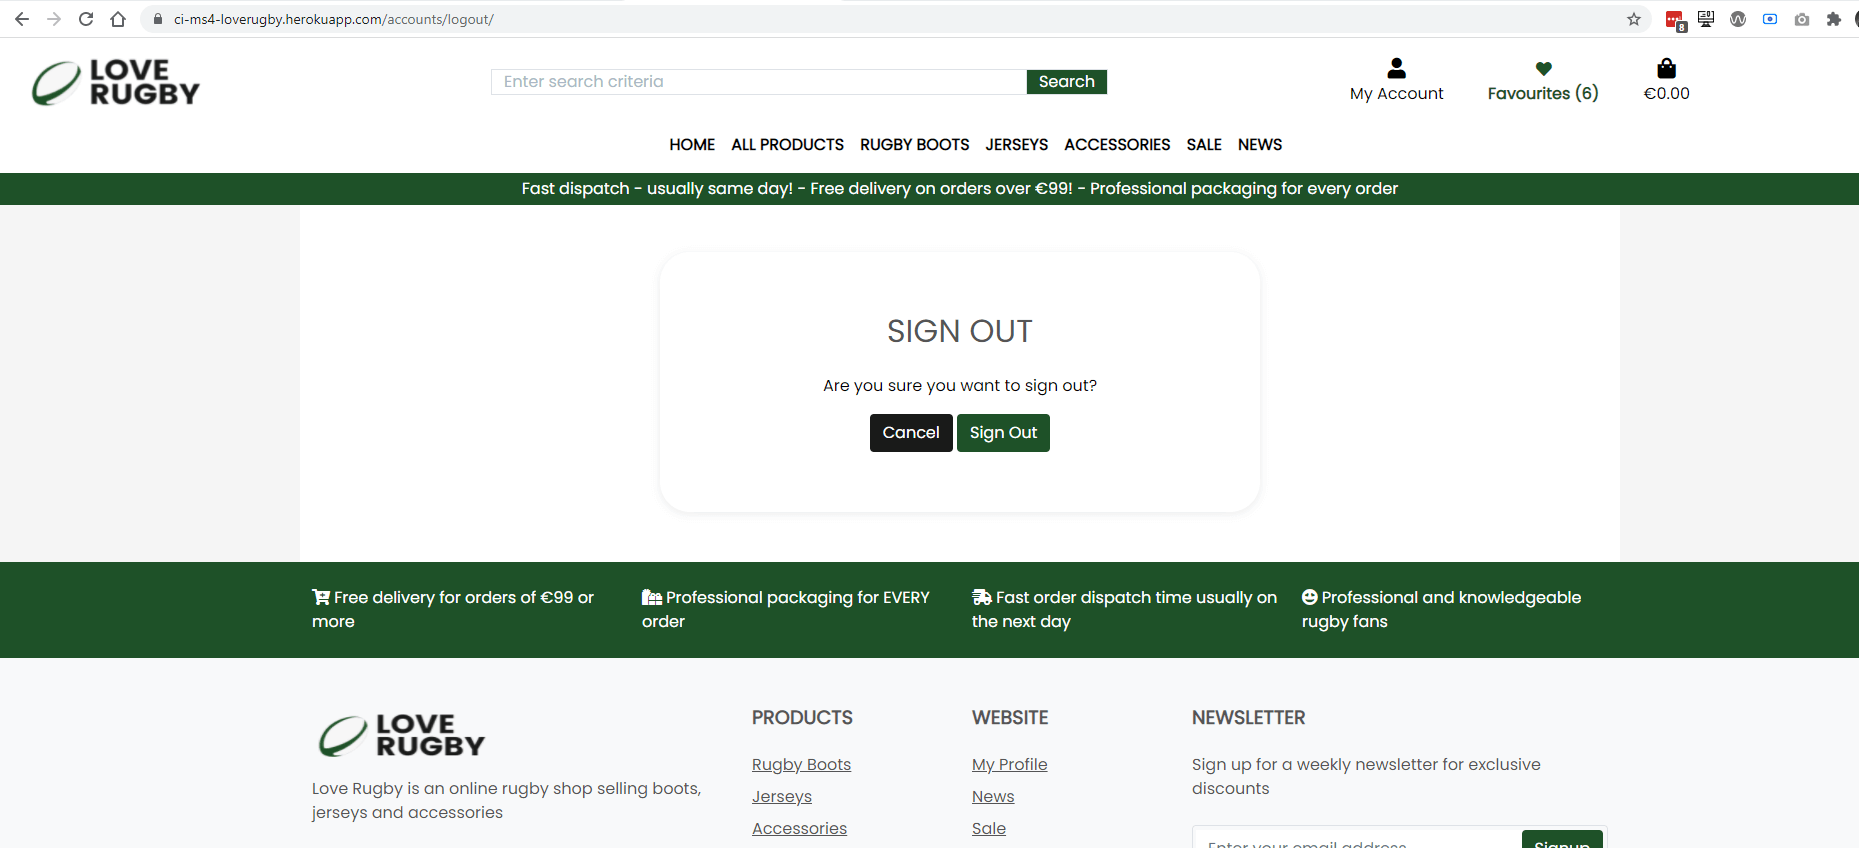 ci-ms4-loverugby.herokuapp.com/accounts/logout/
8
LOVE
RUGBY
Enter search criteria
Search
My Account
Favourites (6)
€0.00
HOME ALL PRODUCTS RUGBY BOOTS JERSEYS ACCESSORIES SALE NEWS
Fast dispatch - usually same day! - Free delivery on orders over €99! - Professional packaging for every order
SIGN OUT
Are you sure you want to sign out?
Cancel
Sign Out
Free delivery for orders of €99 or
more
Professional packaging for EVERY
order
Fast order dispatch time usually on
the next day
Professional and knowledgeable
rugby fans
LOVE
RUGBY
Love Rugby is an online rugby shop selling boots,
jerseys and accessories
PRODUCTS
Rugby Boots
Jerseys
Accessories
WEBSITE
My Profile
News
Sale
NEWSLETTER
Sign up for a weekly newsletter for exclusive
discounts
Enter your email address
Signup